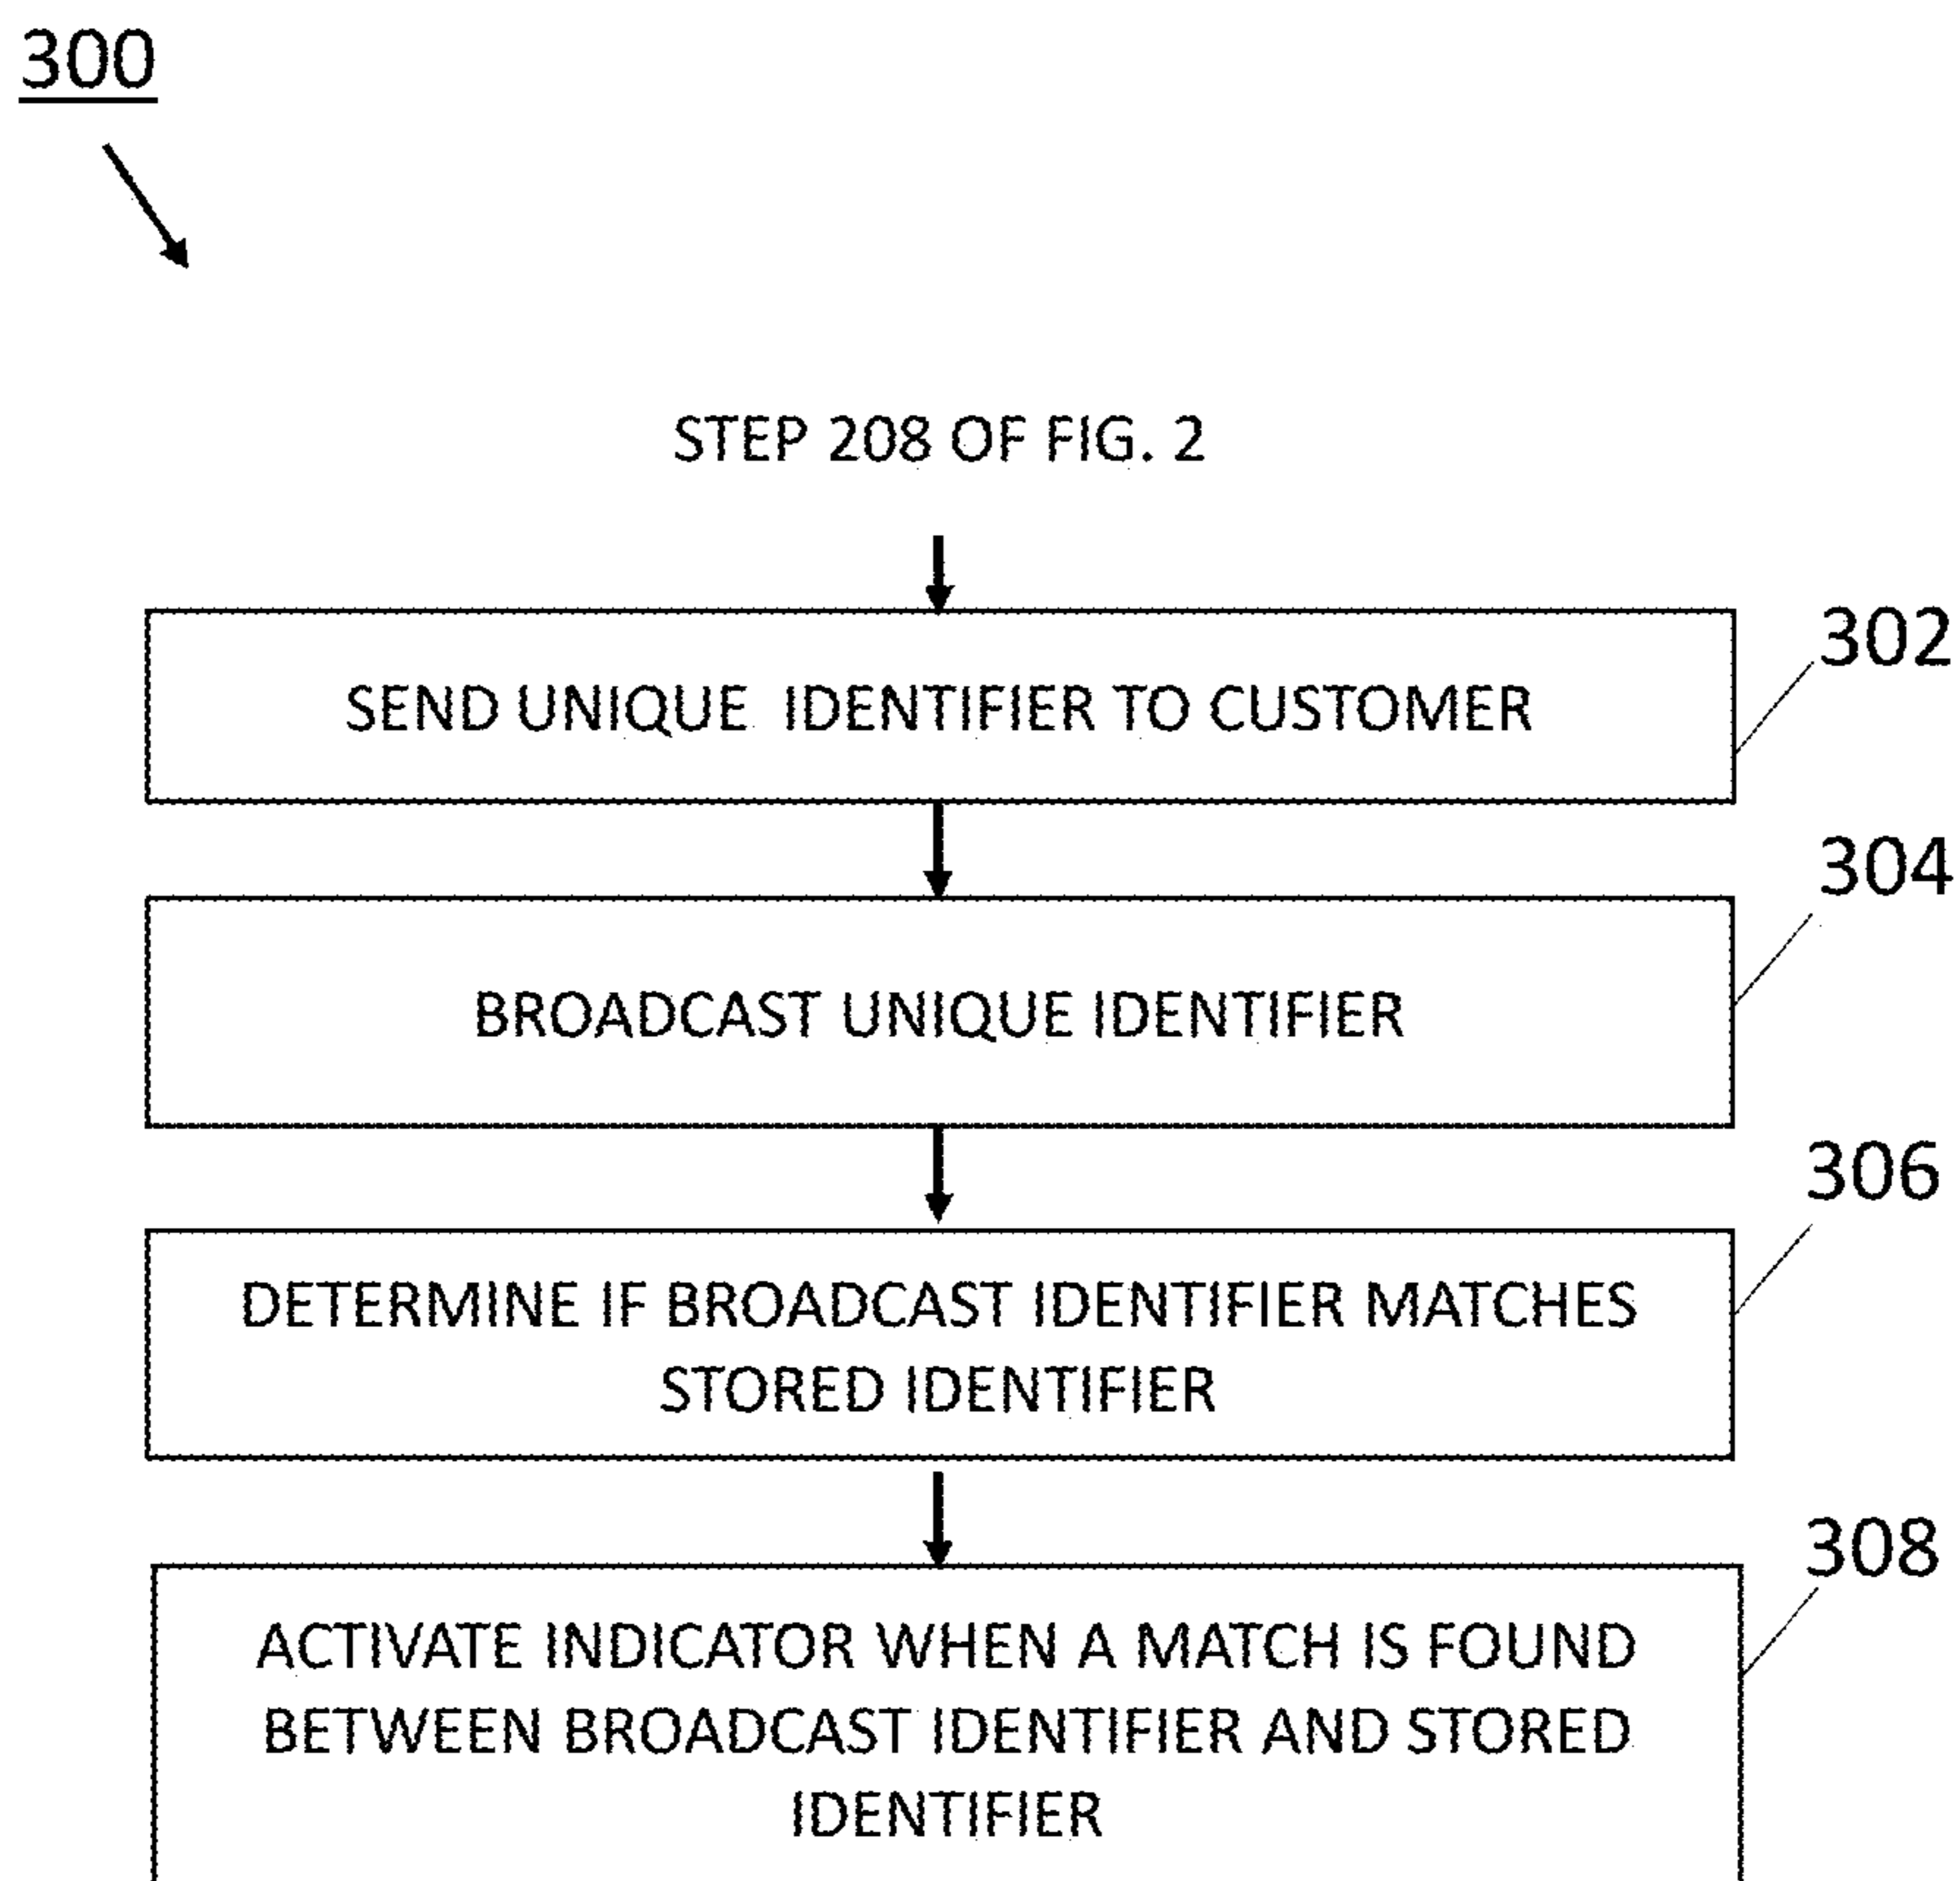 300
STEP 208 OF FIG. 2
302
SEND UNIQUE IDENTIFIER TO CUSTOMER
304
BROADCAST UNIQUE IDENTIFIER
306
DETERMINE IF BROADCAST IDENTIFIER MATCHES
STORED IDENTIFIER
308
ACTIVATE INDICATOR WHEN A MATCH IS FOUND
BETWEEN BROADCAST IDENTIFIER AND STORED
IDENTIFIER